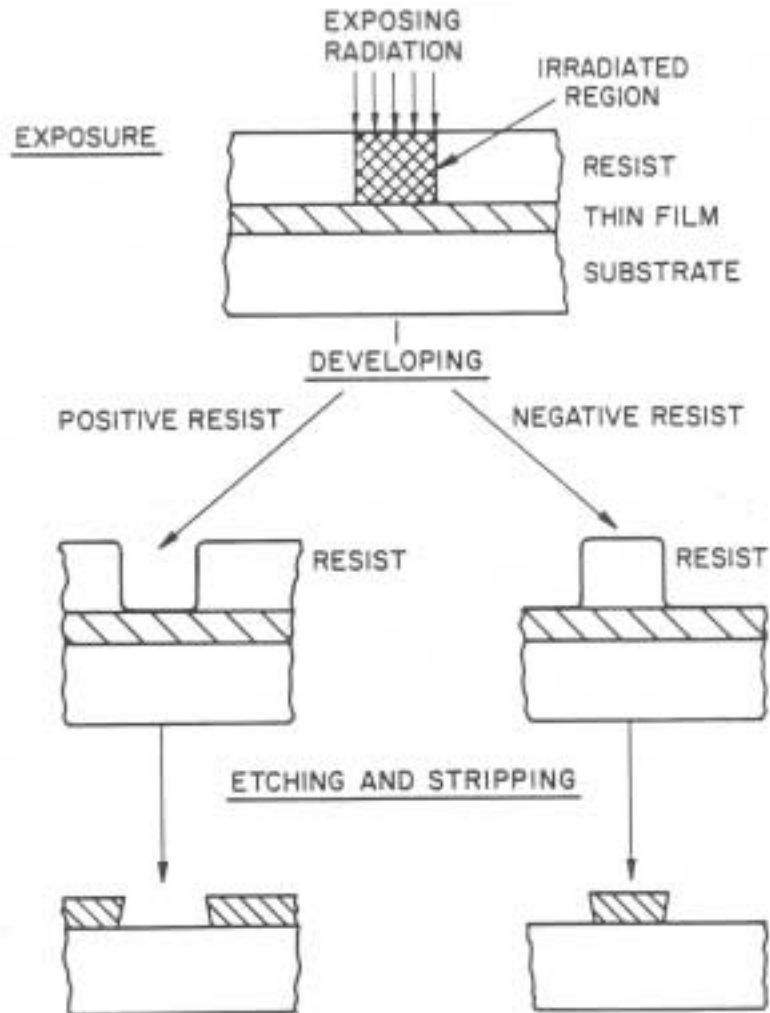 EXPOSING
RADIATION
IRRADIATED
REGION
EXPOSURE
RESIST
THIN FILM
SUBSTRATE
DEVELOPING
POSITIVE RESIST
NEGATIVE RESIST
RESIST
RESIST
ETCHING AND STRIPPING